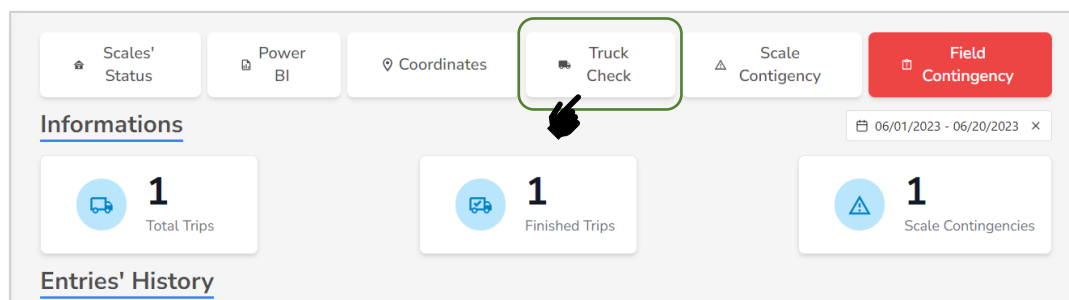 Scales'
Status
Power
BI
Coordinates
Truck
Check
Scale
Contigency
Field
Contingency
Informations
06/01/2023 - 06/20/2023 ×
1
Total Trips
1
Finished Trips
1
Scale Contingencies
Entries' History